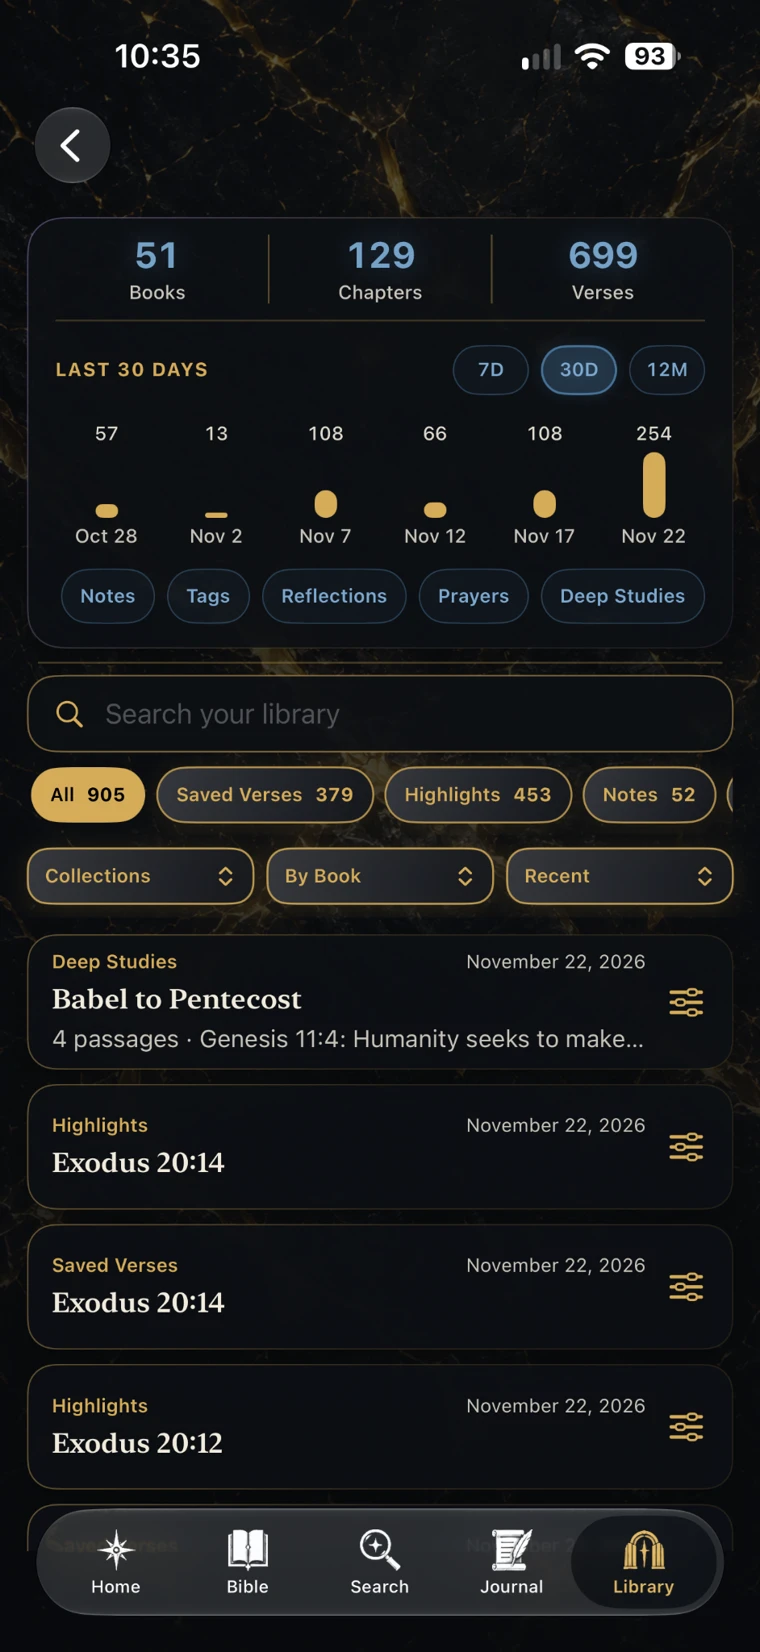 10:35
93
51 129 699
Books Chapters Verses
LAST 30 DAYS 7D 30D 12M
57 13 108 66 108 254
Oct 28 Nov 2 Nov 7 Nov 12 Nov 17 Nov 22
Notes Tags Reflections Prayers Deep Studies
Search your library
All 905 Saved Verses 379 Highlights 453 Notes 52
Collections By Book Recent
Deep Studies November 22, 2026
Babel to Pentecost
4 passages · Genesis 11:4: Humanity seeks to make...
Highlights November 22, 2026
Exodus 20:14
Saved Verses November 22, 2026
Exodus 20:14
Highlights November 22, 2026
Exodus 20:12
Saved Verses
Home Bible Search Journal Library